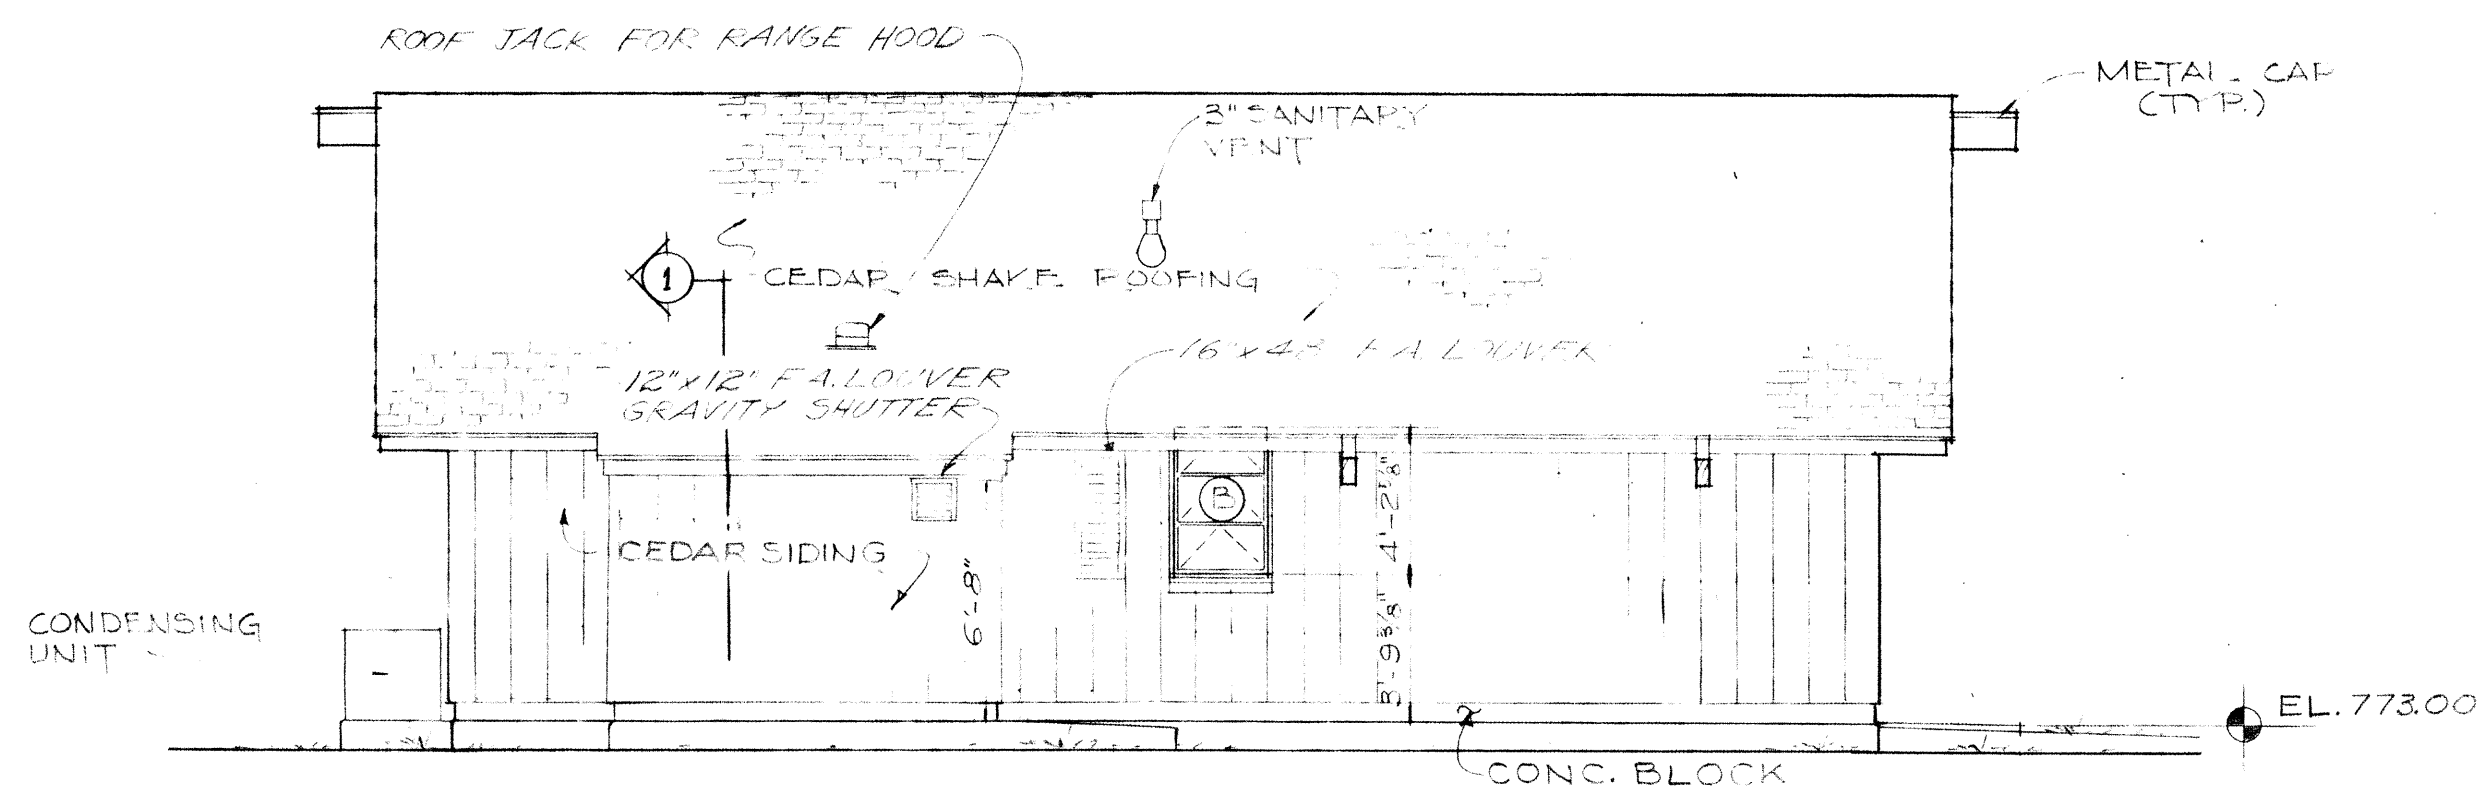 ROOF JACK FOR RANGE HOOD
METAL CAP
(TYP.)
3" SANITARY
VENT
1
CEDAR SHAKE ROOFING
16"x48" F.A. LOUVER
12"x12" F.A. LOUVER
GRAVITY SHUTTER
B
4'-2⅛"
CEDAR SIDING
6'-8"
3'-9⅜"
CONDENSING
UNIT
EL. 773.00
CONC. BLOCK